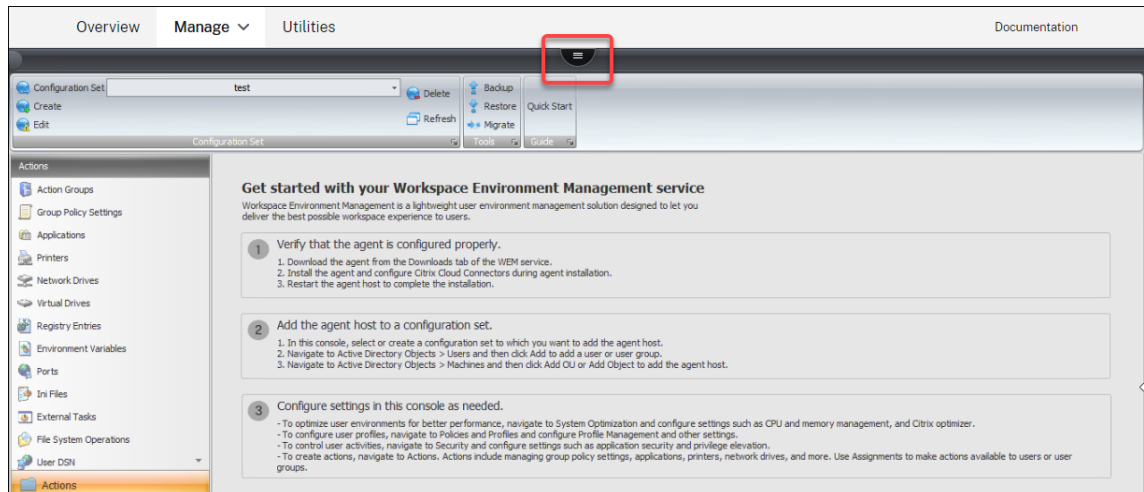 Overview Manage Utilities Documentation
Configuration Set test Delete Backup
Create Restore Quick Start
Edit Refresh Migrate
Configuration Set Tools Guide
Actions
Action Groups
Group Policy Settings
Applications
Printers
Network Drives
Virtual Drives
Registry Entries
Environment Variables
Ports
Ini Files
External Tasks
File System Operations
User DSN
Actions
Get started with your Workspace Environment Management service
Workspace Environment Management is a lightweight user environment management solution designed to let you
deliver the best possible workspace experience to users.
1 Verify that the agent is configured properly.
1. Download the agent from the Downloads tab of the WEM service.
2. Install the agent and configure Citrix Cloud Connectors during agent installation.
3. Restart the agent host to complete the installation.
2 Add the agent host to a configuration set.
1. In this console, select or create a configuration set to which you want to add the agent host.
2. Navigate to Active Directory Objects > Users and then click Add to add a user or user group.
3. Navigate to Active Directory Objects > Machines and then click Add OU or Add Object to add the agent host.
3 Configure settings in this console as needed.
- To optimize user environments for better performance, navigate to System Optimization and configure settings such as CPU and memory management, and Citrix optimizer.
- To configure user profiles, navigate to Policies and Profiles and configure Profile Management and other settings.
- To control user activities, navigate to Security and configure settings such as application security and privilege elevation.
- To create actions, navigate to Actions. Actions include managing group policy settings, applications, printers, network drives, and more. Use Assignments to make actions available to users or user
groups.